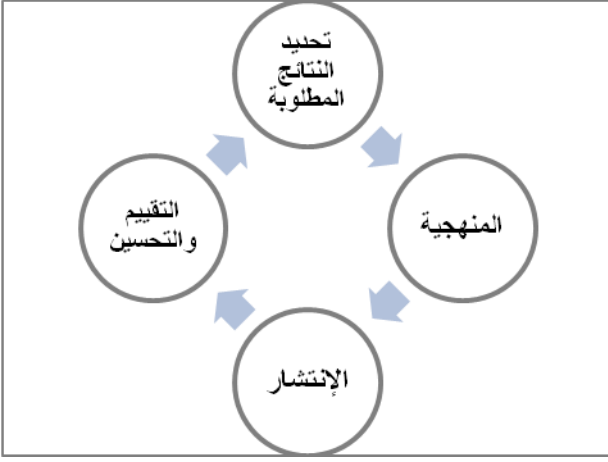 تحديد
النتائج
المطلوبة
المنهجية
الإنتشار
التقييم
والتحسين